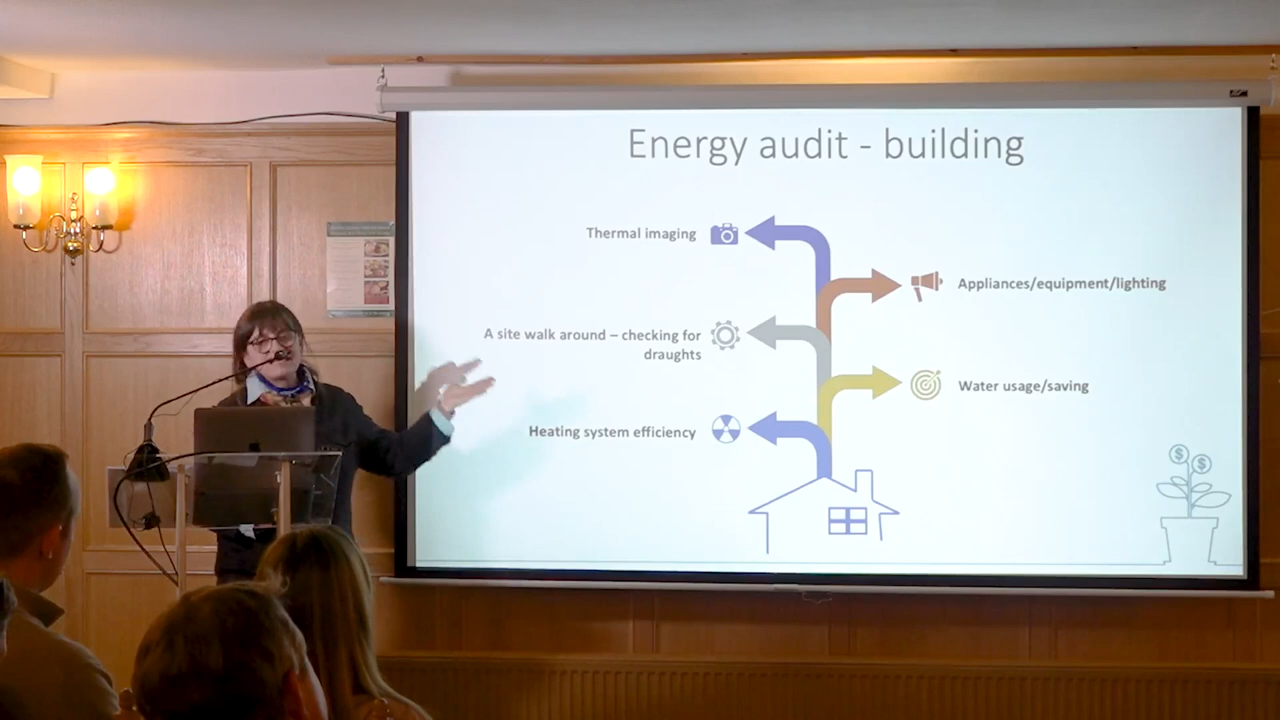 Energy audit - building
Thermal imaging
Appliances/equipment/lighting
A site walk around – checking for
draughts
Water usage/saving
Heating system efficiency
$
$